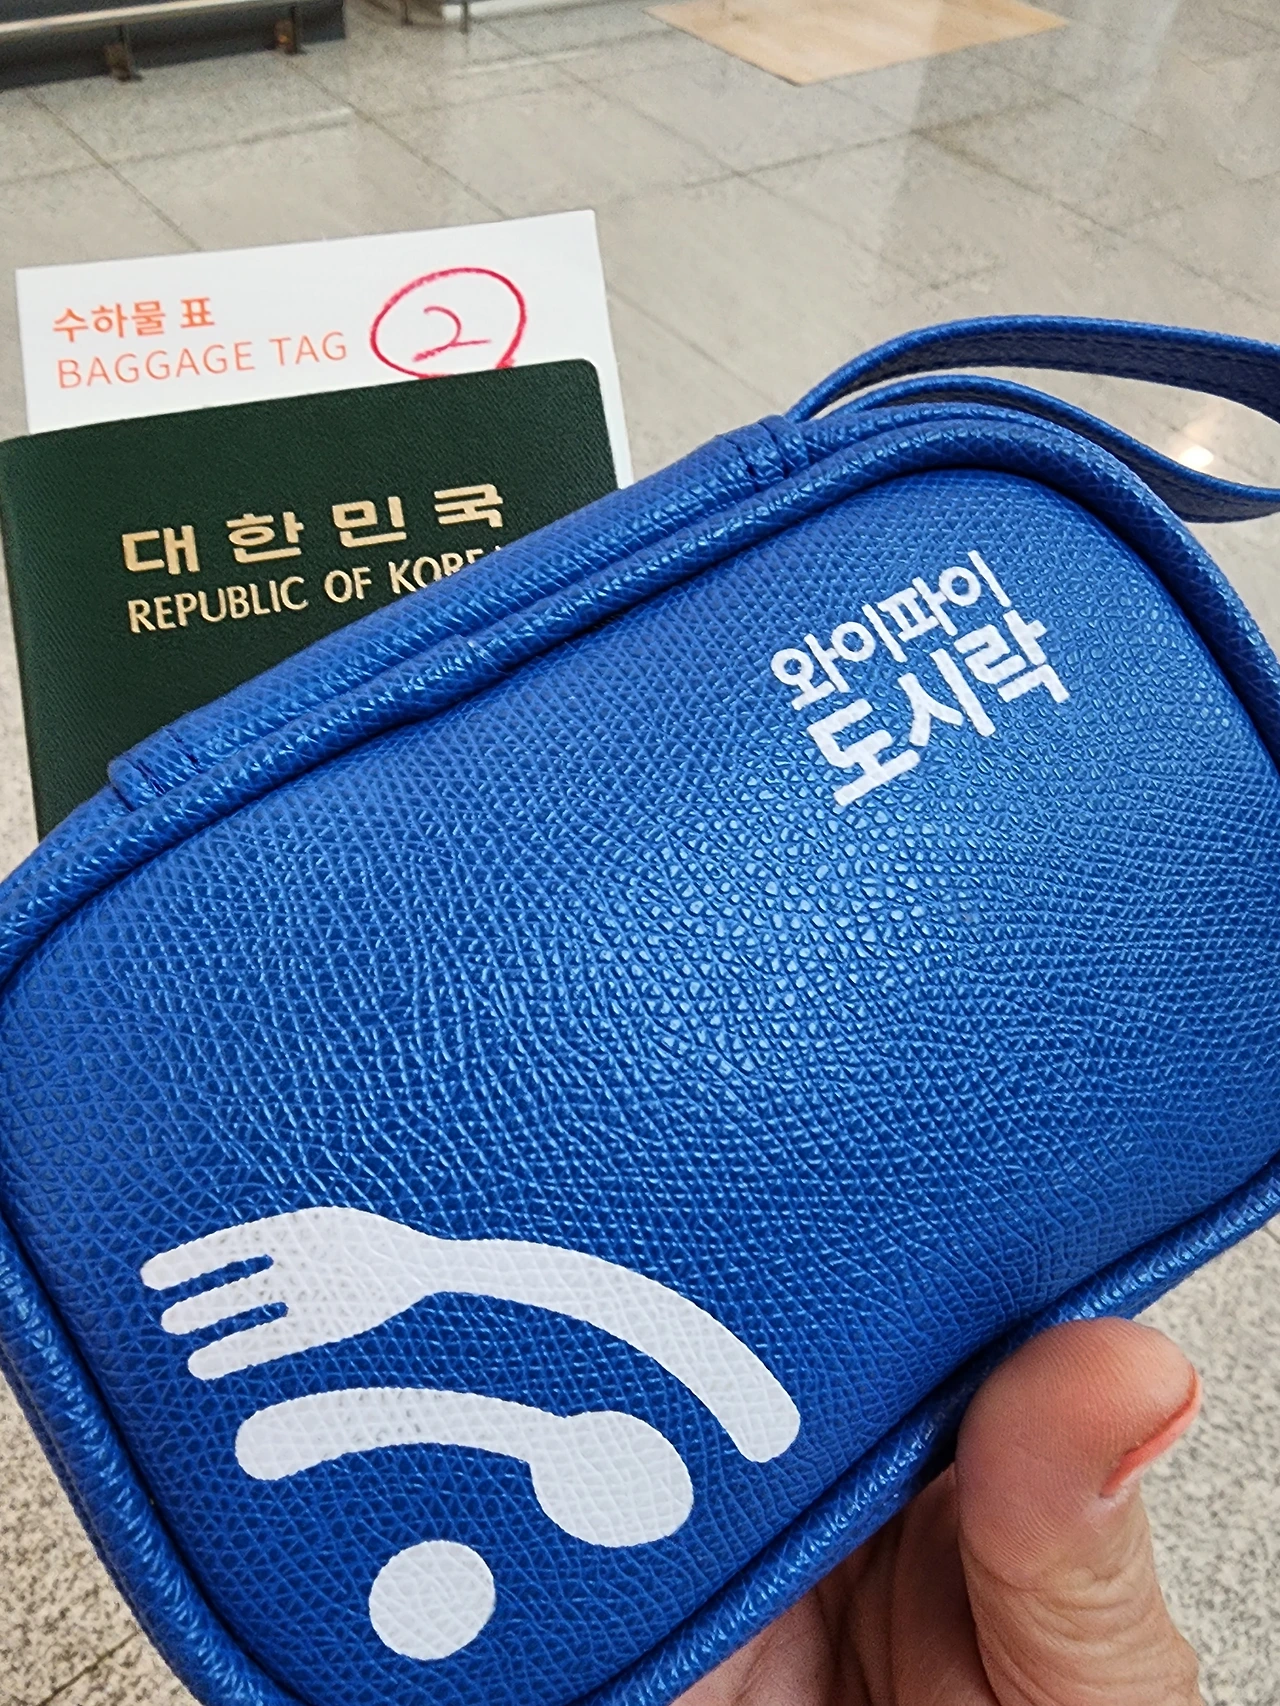 수하물 표
BAGGAGE TAG
2
대한민국
REPUBLIC OF KOREA
와이파이
도시락